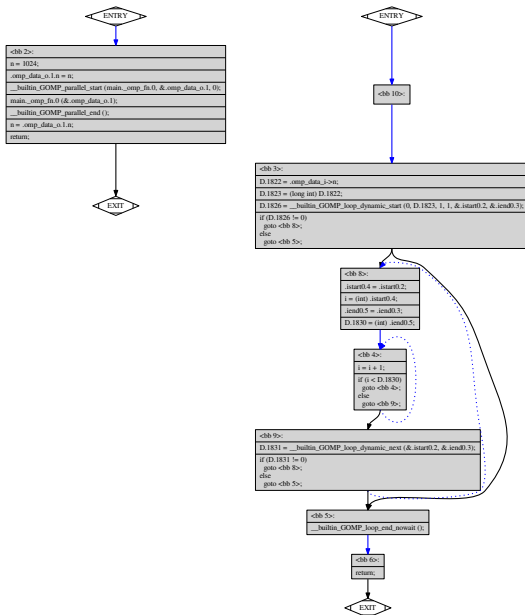 ENTRY
<bb 2>:
n = 1024;
.omp_data_o.1.n = n;
__builtin_GOMP_parallel_start (main._omp_fn.0, &.omp_data_o.1, 0);
main._omp_fn.0 (&.omp_data_o.1);
__builtin_GOMP_parallel_end ();
n = .omp_data_o.1.n;
return;
EXIT
ENTRY
<bb 10>:
<bb 3>:
D.1822 = .omp_data_i->n;
D.1823 = (long int) D.1822;
D.1826 = __builtin_GOMP_loop_dynamic_start (0, D.1823, 1, 1, &.istart0.2, &.iend0.3);
if (D.1826 != 0)
goto <bb 8>;
else
goto <bb 5>;
<bb 8>:
.istart0.4 = .istart0.2;
i = (int) .istart0.4;
.iend0.5 = .iend0.3;
D.1830 = (int) .iend0.5;
<bb 4>:
i = i + 1;
if (i < D.1830)
goto <bb 4>;
else
goto <bb 9>;
<bb 9>:
D.1831 = __builtin_GOMP_loop_dynamic_next (&.istart0.2, &.iend0.3);
if (D.1831 != 0)
goto <bb 8>;
else
goto <bb 5>;
<bb 5>:
__builtin_GOMP_loop_end_nowait ();
<bb 6>:
return;
EXIT